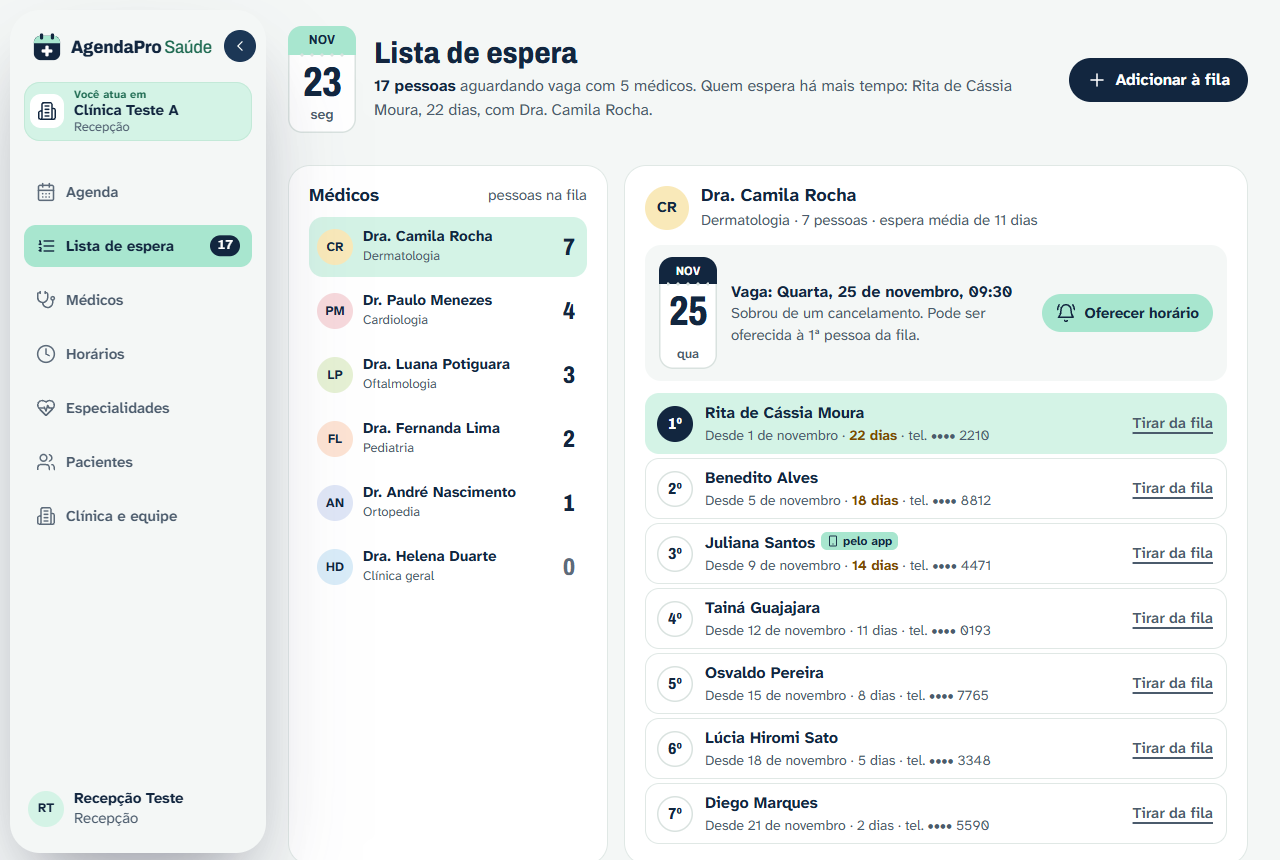 AgendaPro Saúde
Você atua em
Clínica Teste A
Recepção
Agenda
Lista de espera 17
Médicos
Horários
Especialidades
Pacientes
Clínica e equipe
RT
Recepção Teste
Recepção
NOV
23
seg
Lista de espera
17 pessoas aguardando vaga com 5 médicos. Quem espera há mais tempo: Rita de Cássia
Moura, 22 dias, com Dra. Camila Rocha.
Adicionar à fila
Médicos pessoas na fila
CR Dra. Camila Rocha 7
Dermatologia
PM Dr. Paulo Menezes 4
Cardiologia
LP Dra. Luana Potiguara 3
Oftalmologia
FL Dra. Fernanda Lima 2
Pediatria
AN Dr. André Nascimento 1
Ortopedia
HD Dra. Helena Duarte 0
Clínica geral
CR Dra. Camila Rocha
Dermatologia · 7 pessoas · espera média de 11 dias
NOV
25
qua
Vaga: Quarta, 25 de novembro, 09:30
Sobrou de um cancelamento. Pode ser
oferecida à 1ª pessoa da fila.
Oferecer horário
1º Rita de Cássia Moura
Desde 1 de novembro · 22 dias · tel. •••• 2210
Tirar da fila
2º Benedito Alves
Desde 5 de novembro · 18 dias · tel. •••• 8812
Tirar da fila
3º Juliana Santos pelo app
Desde 9 de novembro · 14 dias · tel. •••• 4471
Tirar da fila
4º Tainá Guajajara
Desde 12 de novembro · 11 dias · tel. •••• 0193
Tirar da fila
5º Osvaldo Pereira
Desde 15 de novembro · 8 dias · tel. •••• 7765
Tirar da fila
6º Lúcia Hiromi Sato
Desde 18 de novembro · 5 dias · tel. •••• 3348
Tirar da fila
7º Diego Marques
Desde 21 de novembro · 2 dias · tel. •••• 5590
Tirar da fila